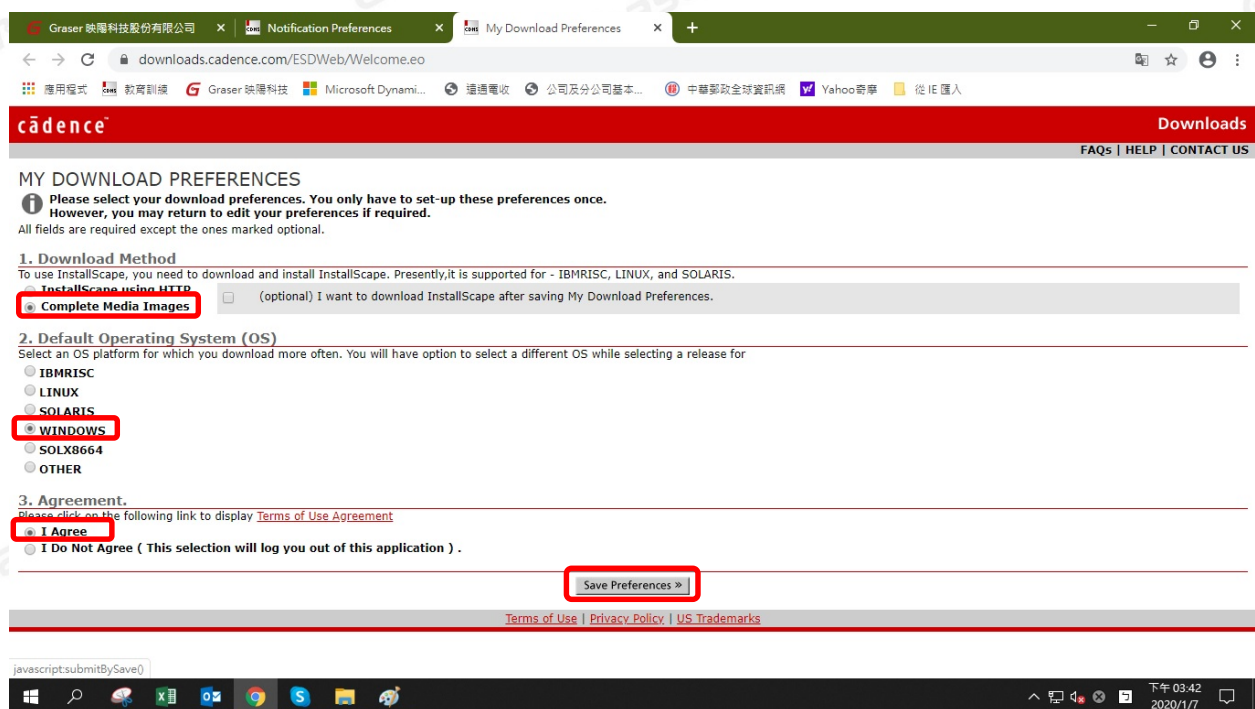 Graser 映陽科技股份有限公司
Notification Preferences
My Download Preferences
downloads.cadence.com/ESDWeb/Welcome.eo
應用程式 教育訓練 Graser 映陽科技 Microsoft Dynami... 遠通電收 公司及分公司基本... 中華郵政全球資訊網 Yahoo奇摩 從 IE 匯入
cādence
Downloads
FAQs | HELP | CONTACT US
MY DOWNLOAD PREFERENCES
Please select your download preferences. You only have to set-up these preferences once.
However, you may return to edit your preferences if required.
All fields are required except the ones marked optional.
1. Download Method
To use InstallScape, you need to download and install InstallScape. Presently,it is supported for - IBMRISC, LINUX, and SOLARIS.
InstallScape using HTTP
(optional) I want to download InstallScape after saving My Download Preferences.
Complete Media Images
2. Default Operating System (OS)
Select an OS platform for which you download more often. You will have option to select a different OS while selecting a release for
IBMRISC
LINUX
SOLARIS
WINDOWS
SOLX8664
OTHER
3. Agreement.
Please click on the following link to display Terms of Use Agreement
I Agree
I Do Not Agree ( This selection will log you out of this application ) .
Save Preferences »
Terms of Use | Privacy Policy | US Trademarks
javascript:submitBySave()
下午 03:42
2020/1/7